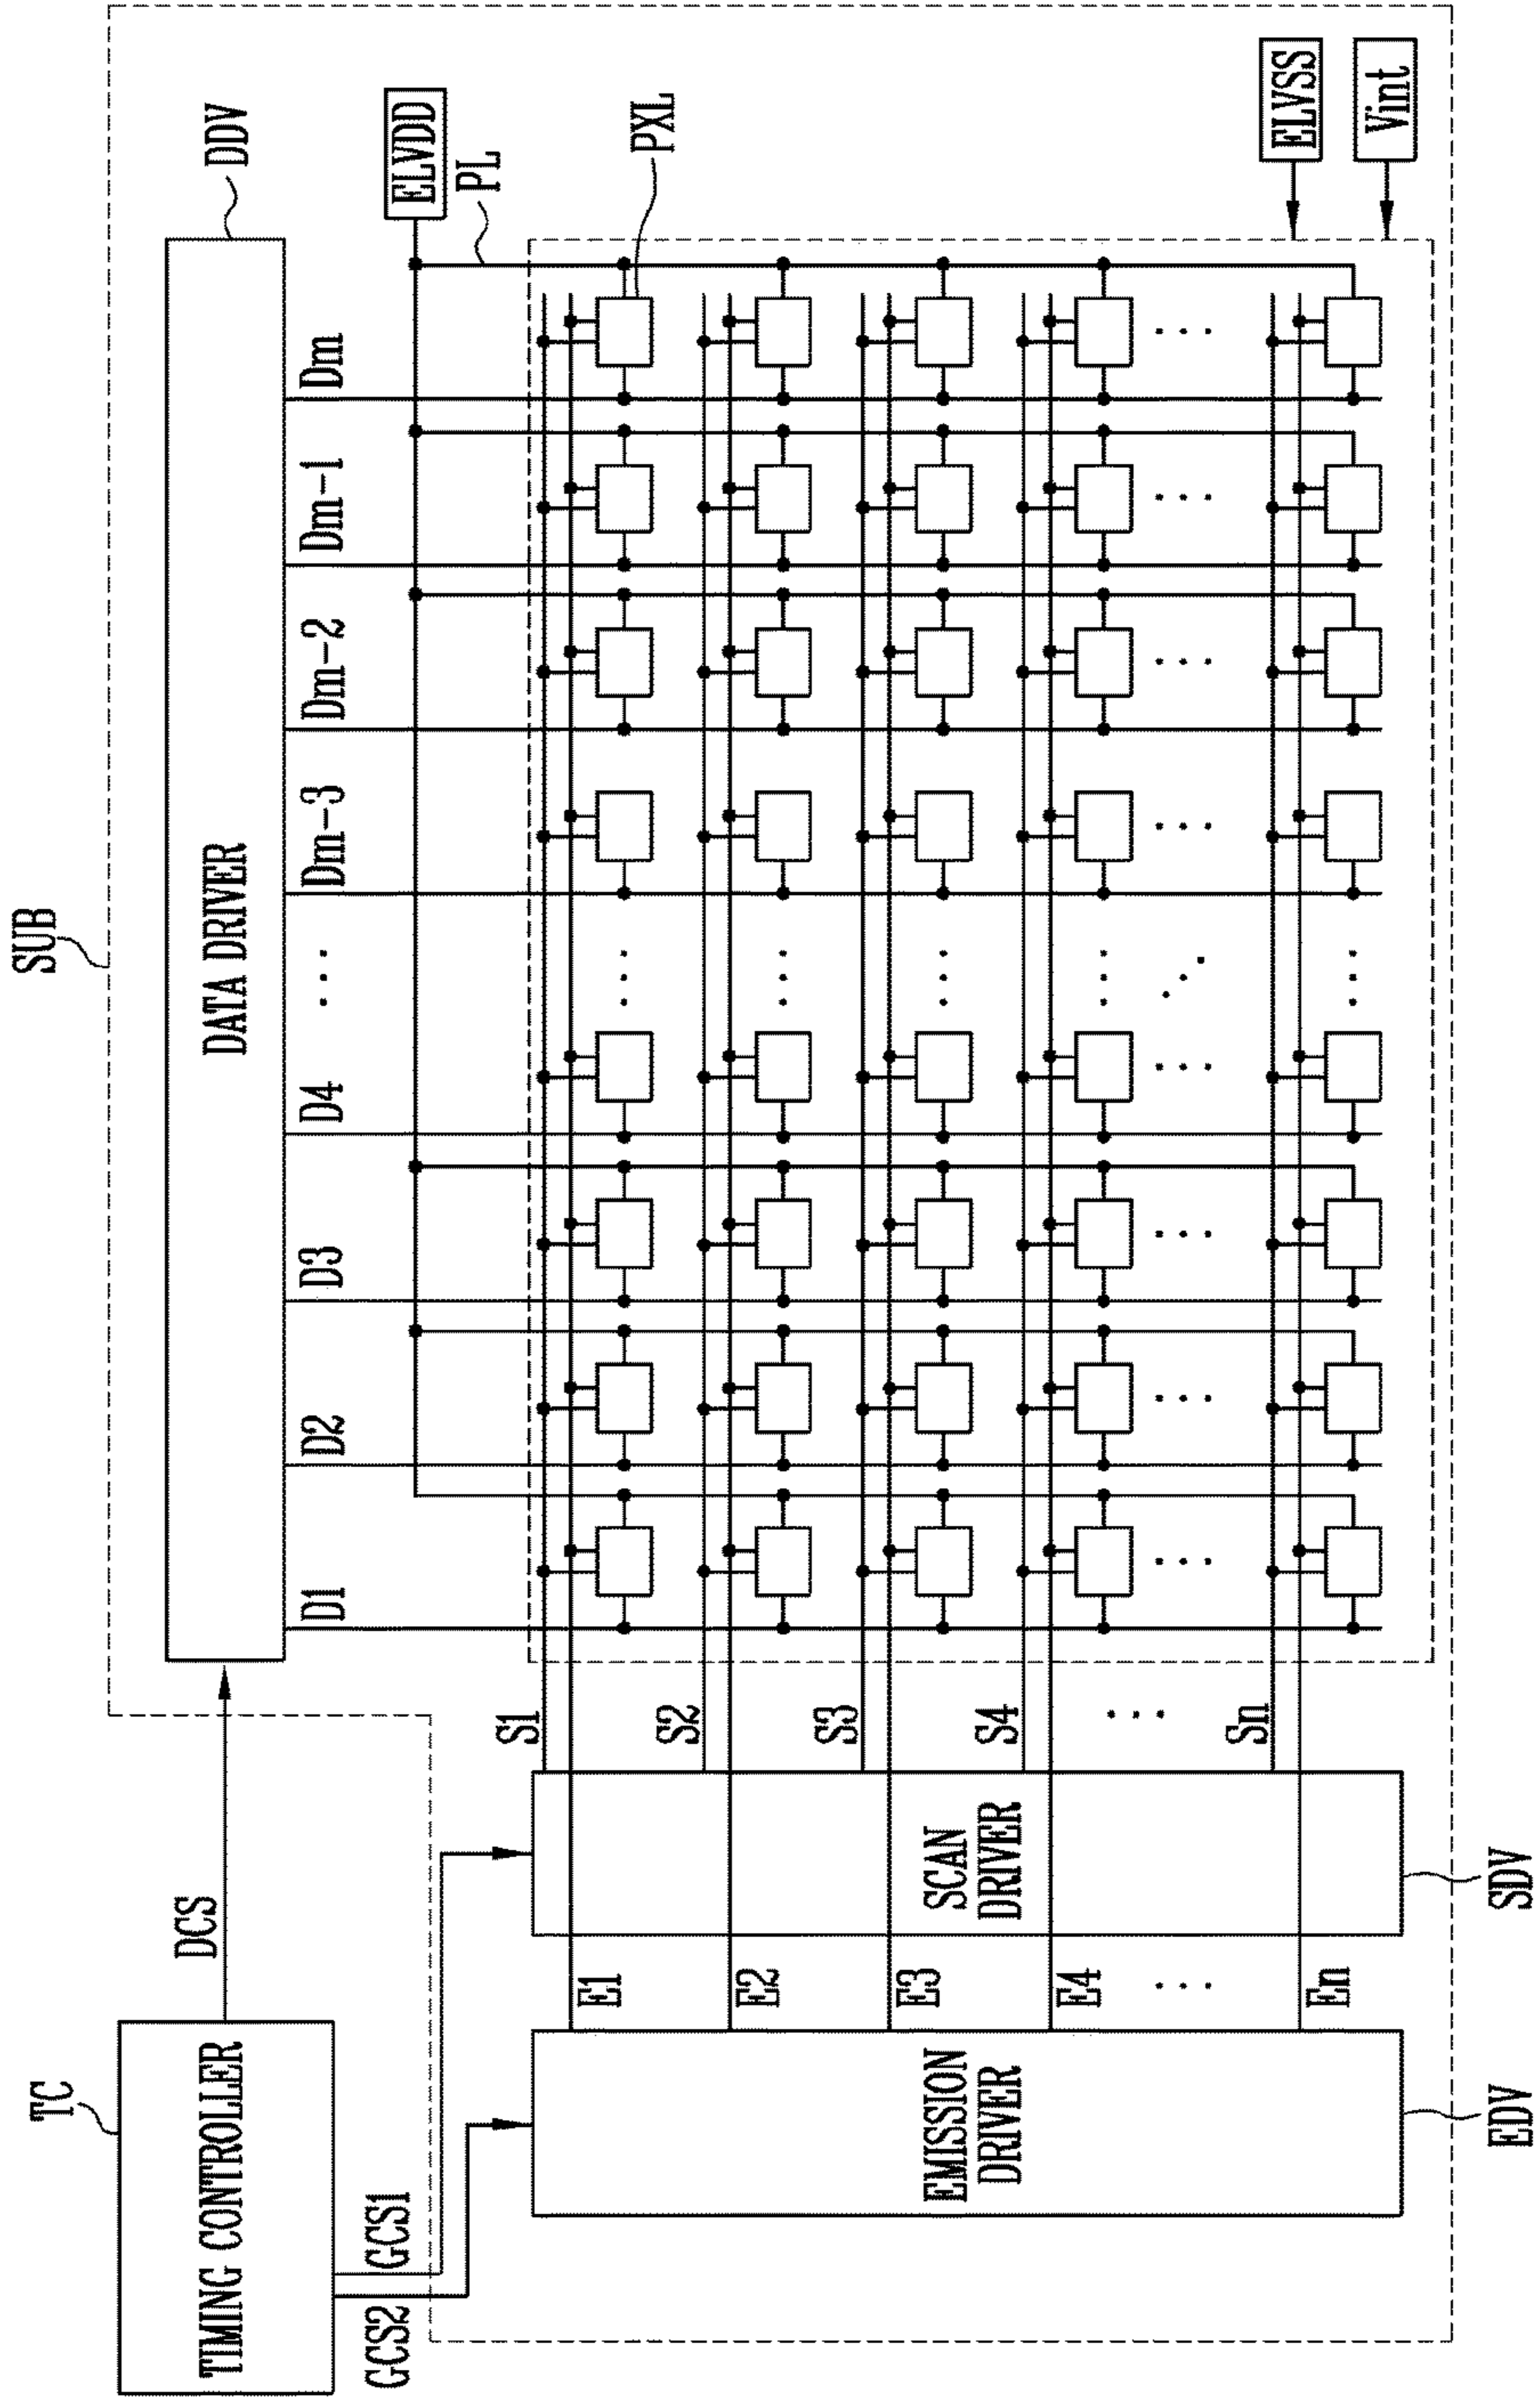 SUB
TC
TIMING CONTROLLER
DCS
DATA DRIVER
DDV
GCS2
GCS1
D1
D2
D3
D4
...
Dm-3
Dm-2
Dm-1
Dm
ELVDD
PL
PXL
S1
S2
S3
S4
...
Sn
E1
E2
E3
E4
...
En
EMISSION
DRIVER
SCAN
DRIVER
ELVSS
Vint
EDV
SDV